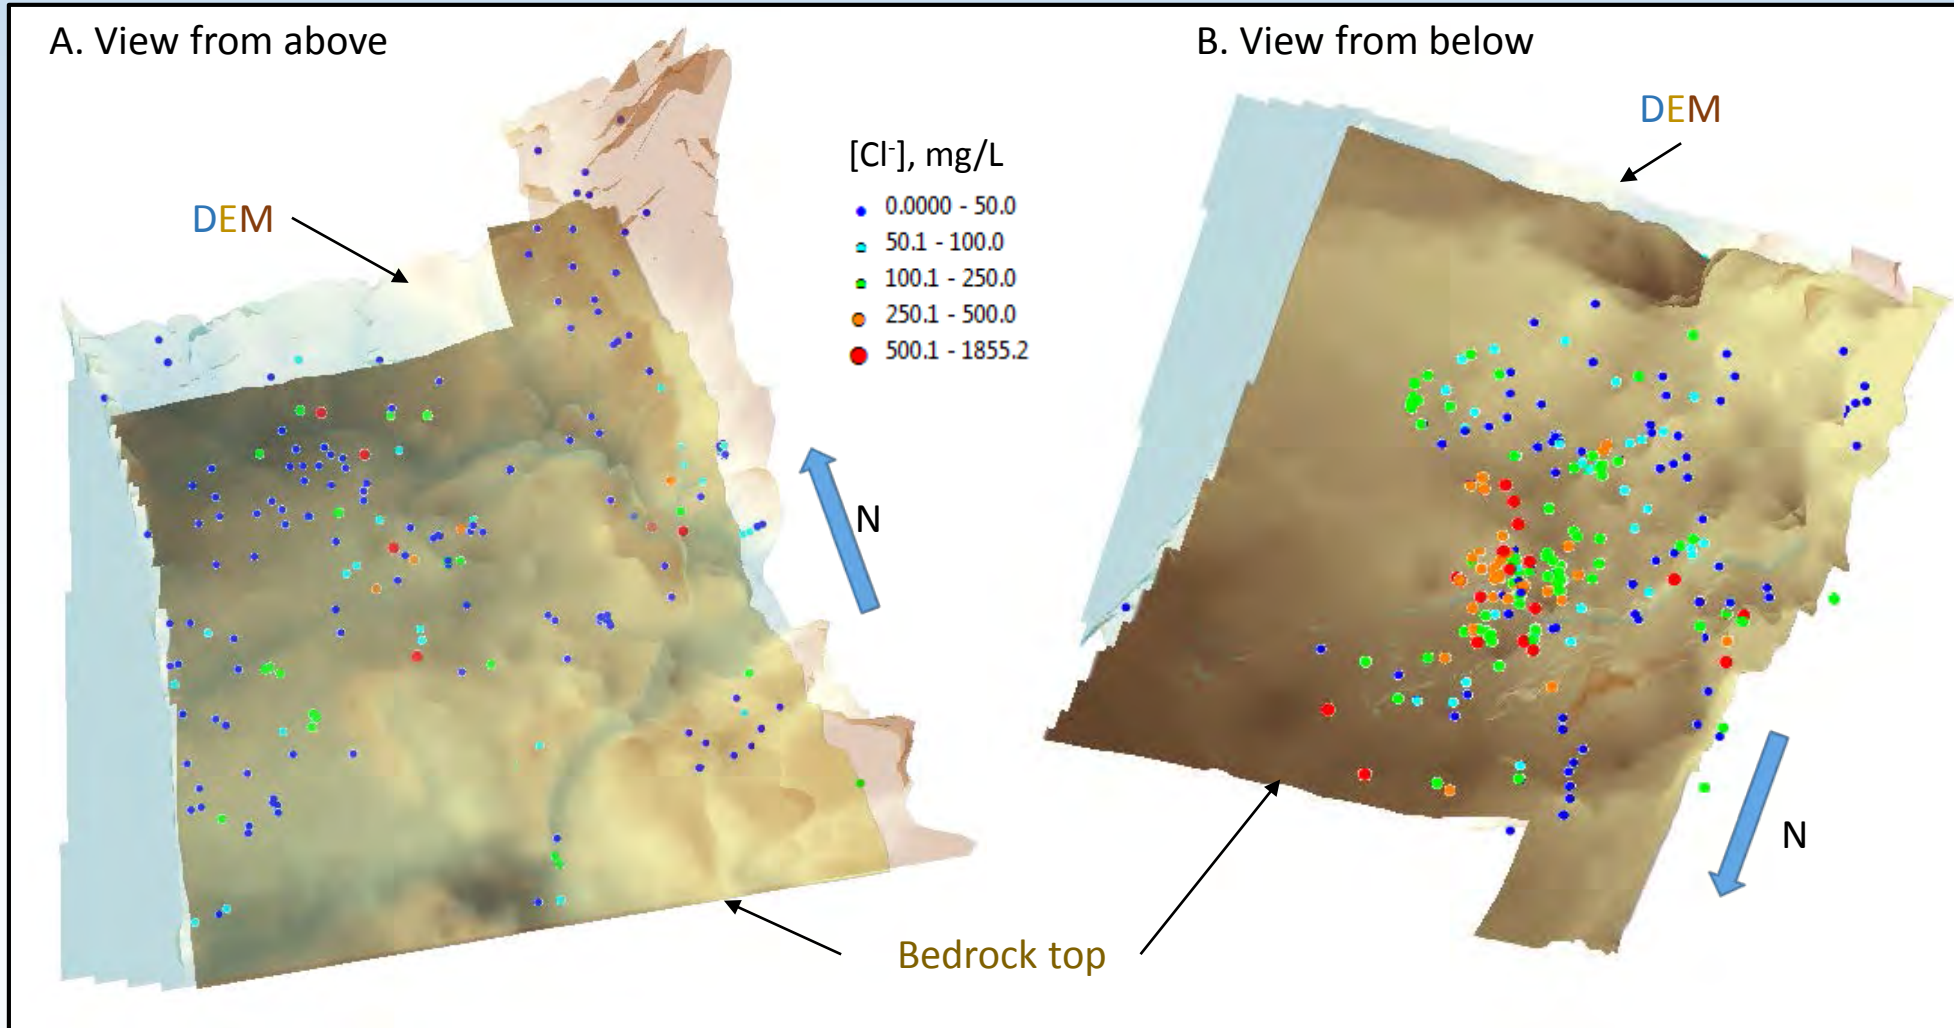 A. View from above
B. View from below
DEM
DEM
[Cl⁻], mg/L
0.0000 - 50.0
50.1 - 100.0
100.1 - 250.0
250.1 - 500.0
500.1 - 1855.2
N
N
Bedrock top